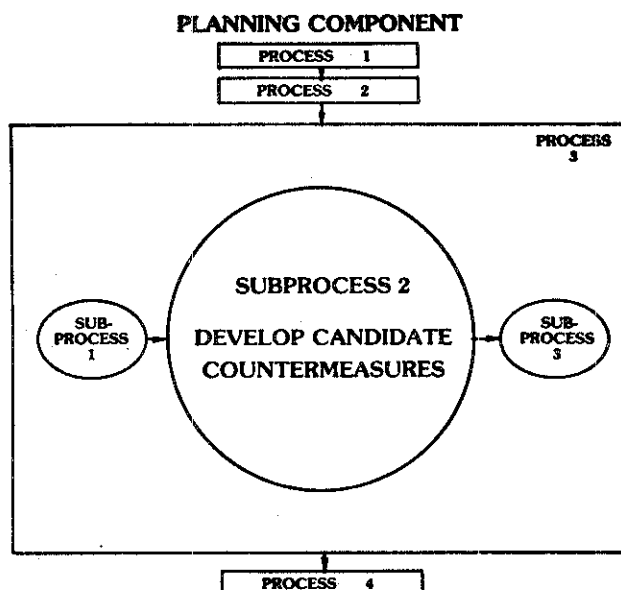 PLANNING COMPONENT
PROCESS 1
PROCESS 2
PROCESS
3
SUBPROCESS 2
DEVELOP CANDIDATE
COUNTERMEASURES
SUB-
PROCESS
1
SUB-
PROCESS
3
PROCESS 4